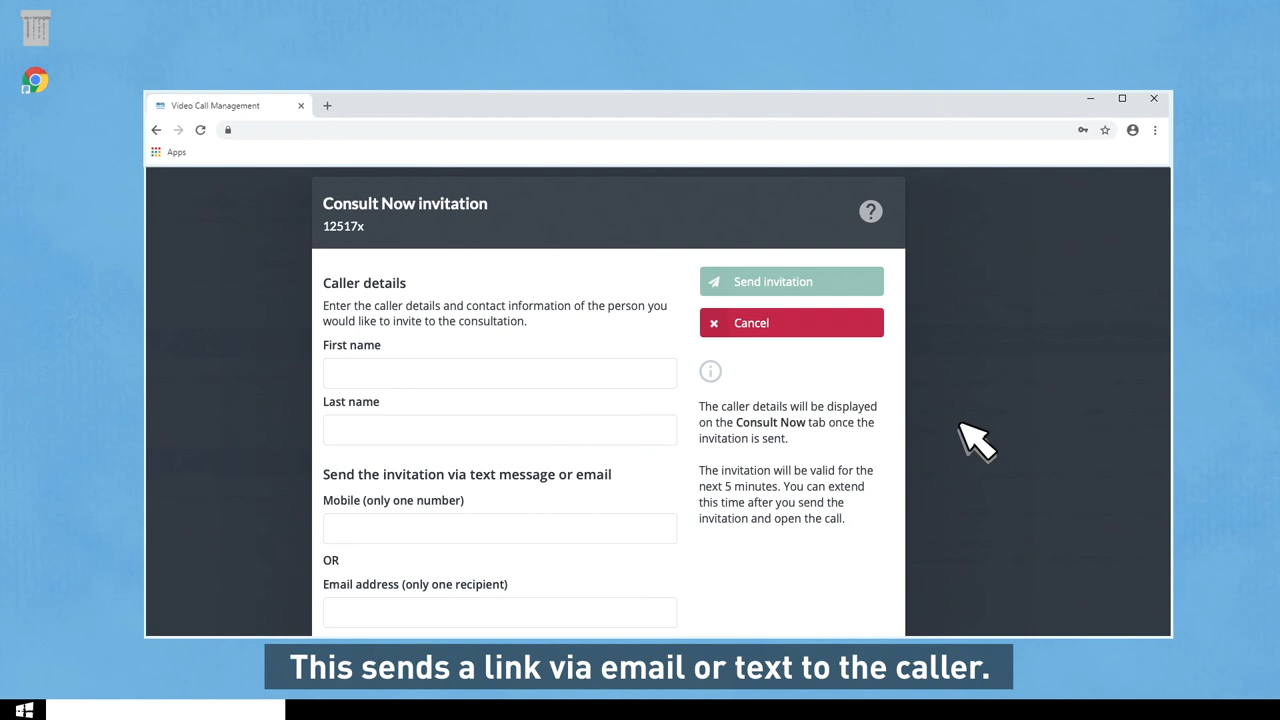 Video Call Management
Apps
Consult Now invitation
12517x
?
Caller details
Enter the caller details and contact information of the person you
would like to invite to the consultation.
First name
Last name
Send the invitation via text message or email
Mobile (only one number)
OR
Email address (only one recipient)
Send invitation
Cancel
The caller details will be displayed
on the Consult Now tab once the
invitation is sent.
The invitation will be valid for the
next 5 minutes. You can extend
this time after you send the
invitation and open the call.
This sends a link via email or text to the caller.